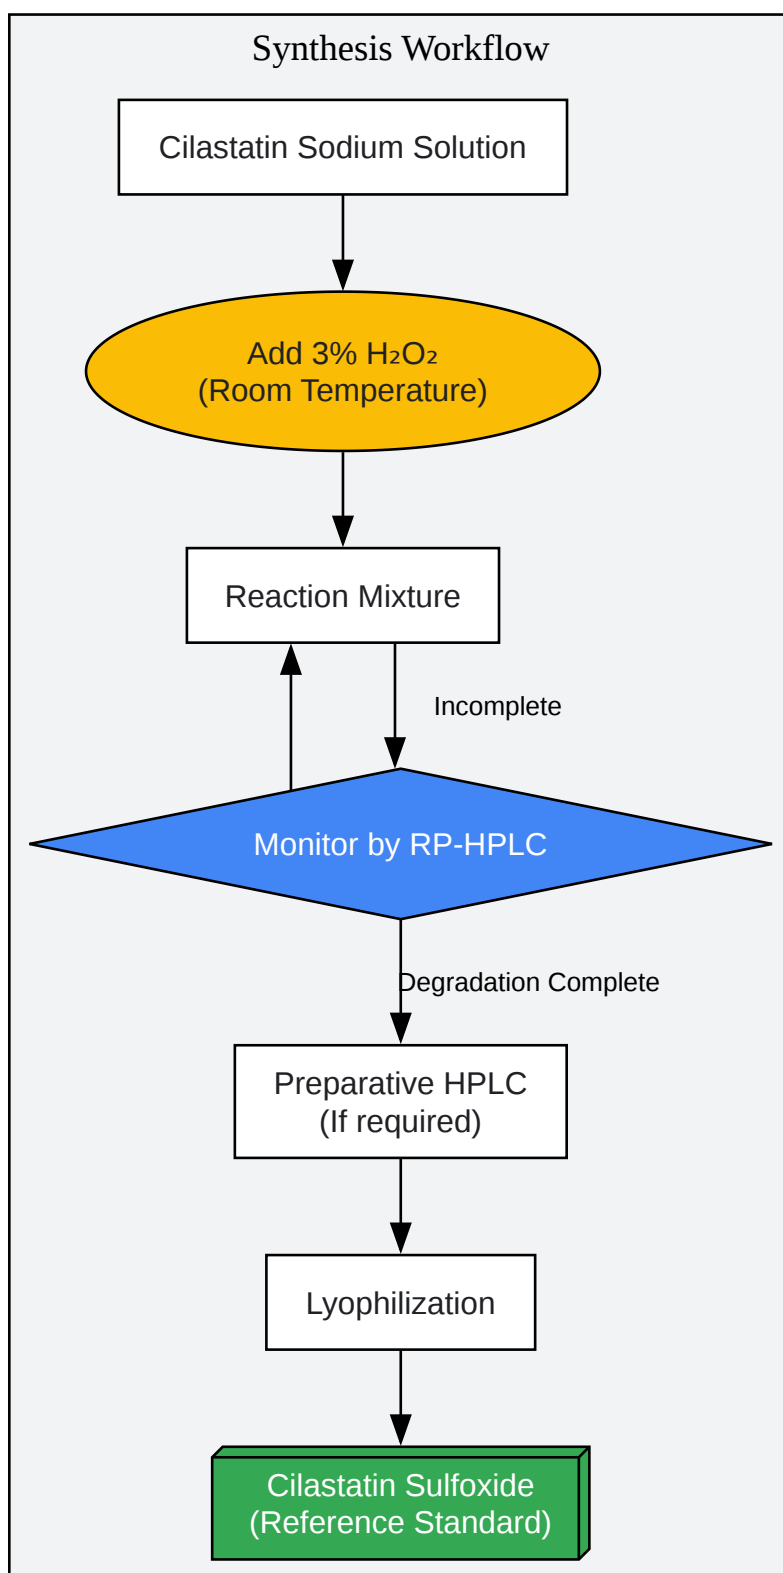 Synthesis Workflow
Cilastatin Sodium Solution
Add 3% H₂O₂
(Room Temperature)
Reaction Mixture
Incomplete
Monitor by RP-HPLC
Degradation Complete
Preparative HPLC
(If required)
Lyophilization
Cilastatin Sulfoxide
(Reference Standard)